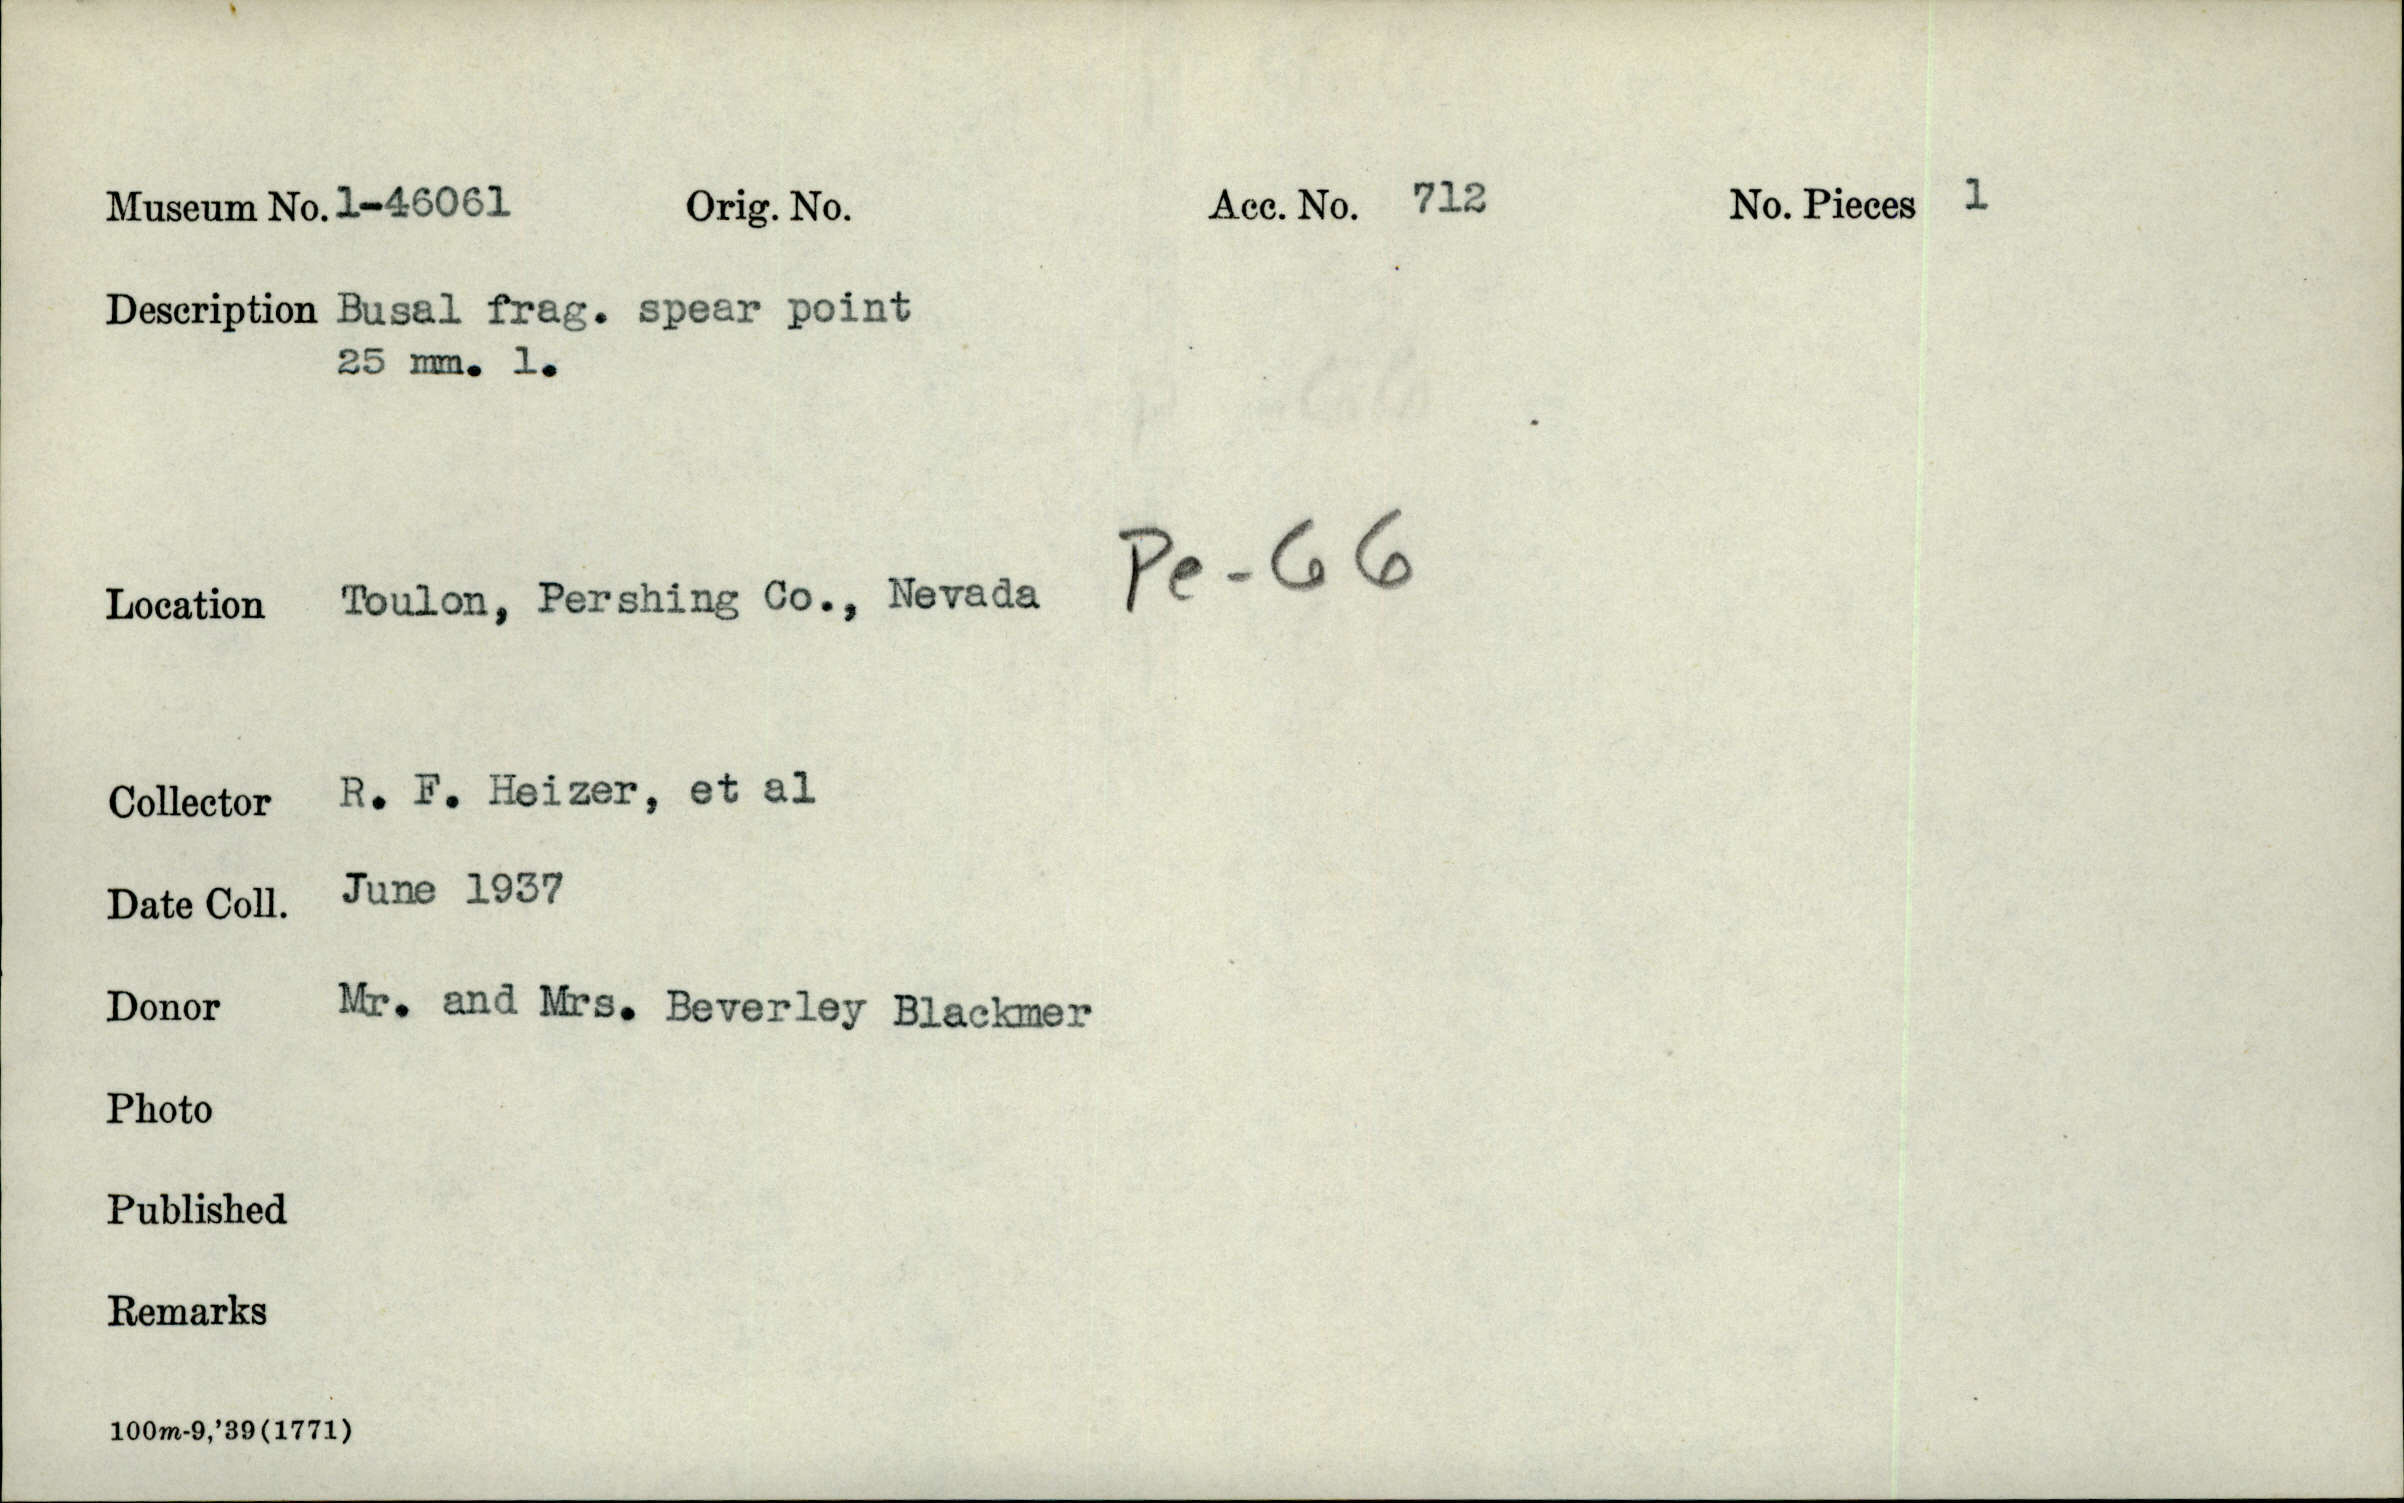 Museum No. 1-46061 Orig. No. Acc. No. 712 No. Pieces 1
Description Busal frag. spear point
25 mm. l.
Location Toulon, Pershing Co., Nevada Pe-66
Collector R. F. Heizer, et al
Date Coll. June 1937
Donor Mr. and Mrs. Beverley Blackmer
Photo
Published
Remarks
100m-9,'39(1771)